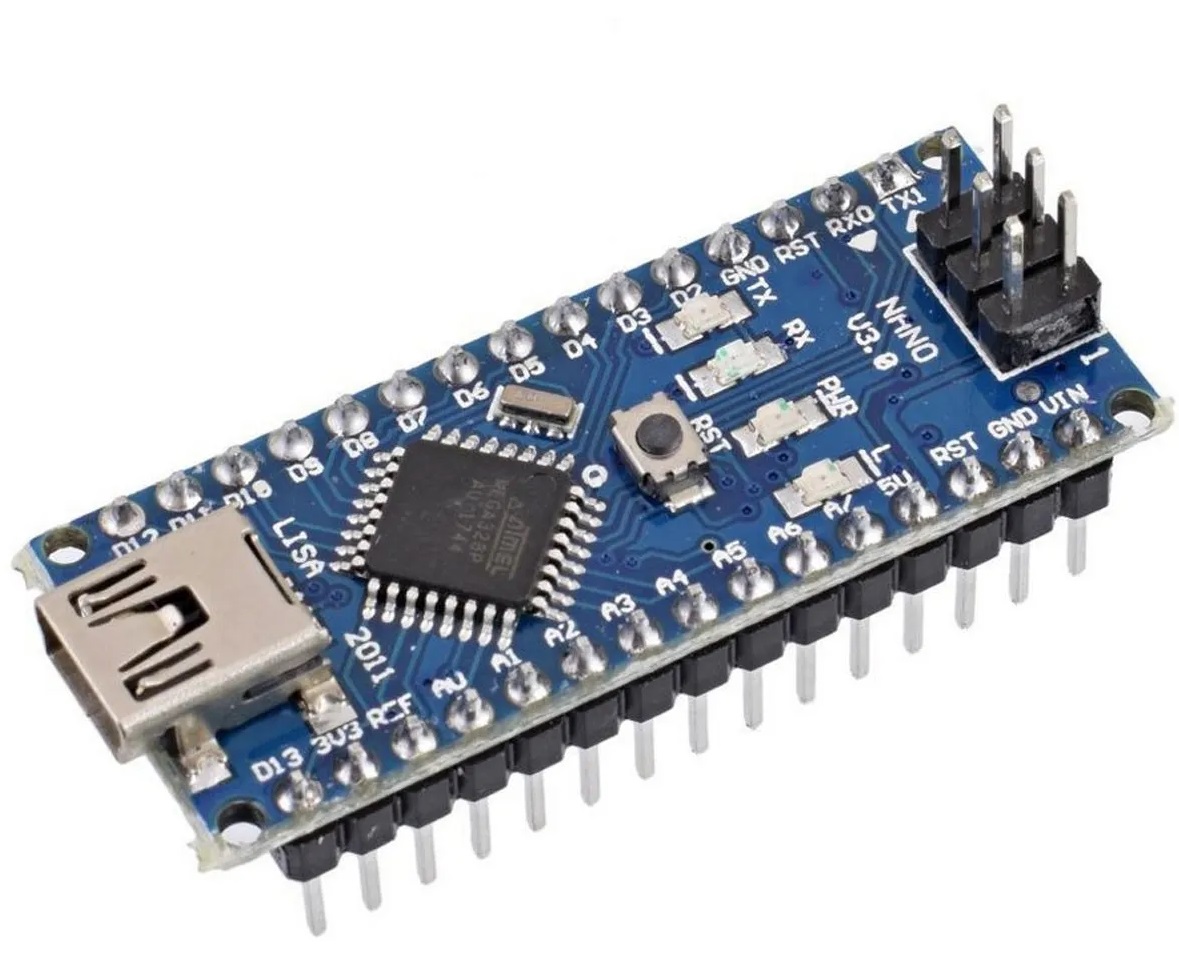 D12
D11
D10
D9
D8
D7
D6
D5
D4
D3
D2
GND
RST
RX0
TX1
TX
RX
PWR
L
RST
NANO
V3.0
1
ATMEL
MEGA328P
AU 1744
LISA
2011
D13
3V3
REF
A0
A1
A2
A3
A4
A5
A6
A7
5V
RST
GND
VIN